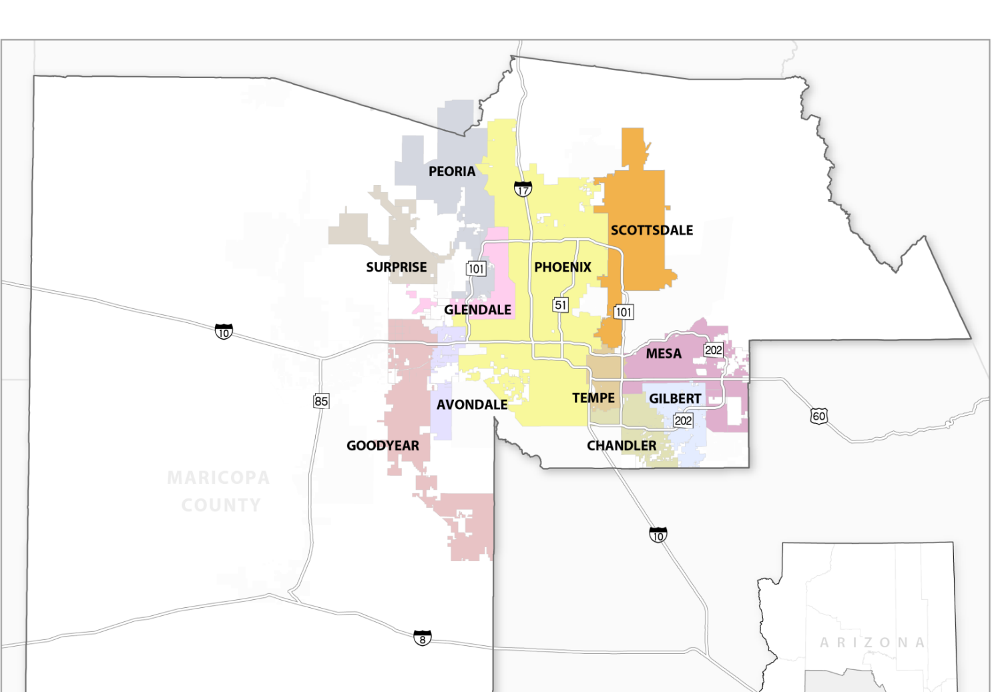 PEORIA
17
SCOTTSDALE
SURPRISE
101
PHOENIX
51
GLENDALE
101
10
MESA
202
85
AVONDALE
TEMPE
GILBERT
202
60
GOODYEAR
CHANDLER
MARICOPA
COUNTY
10
8
ARIZONA